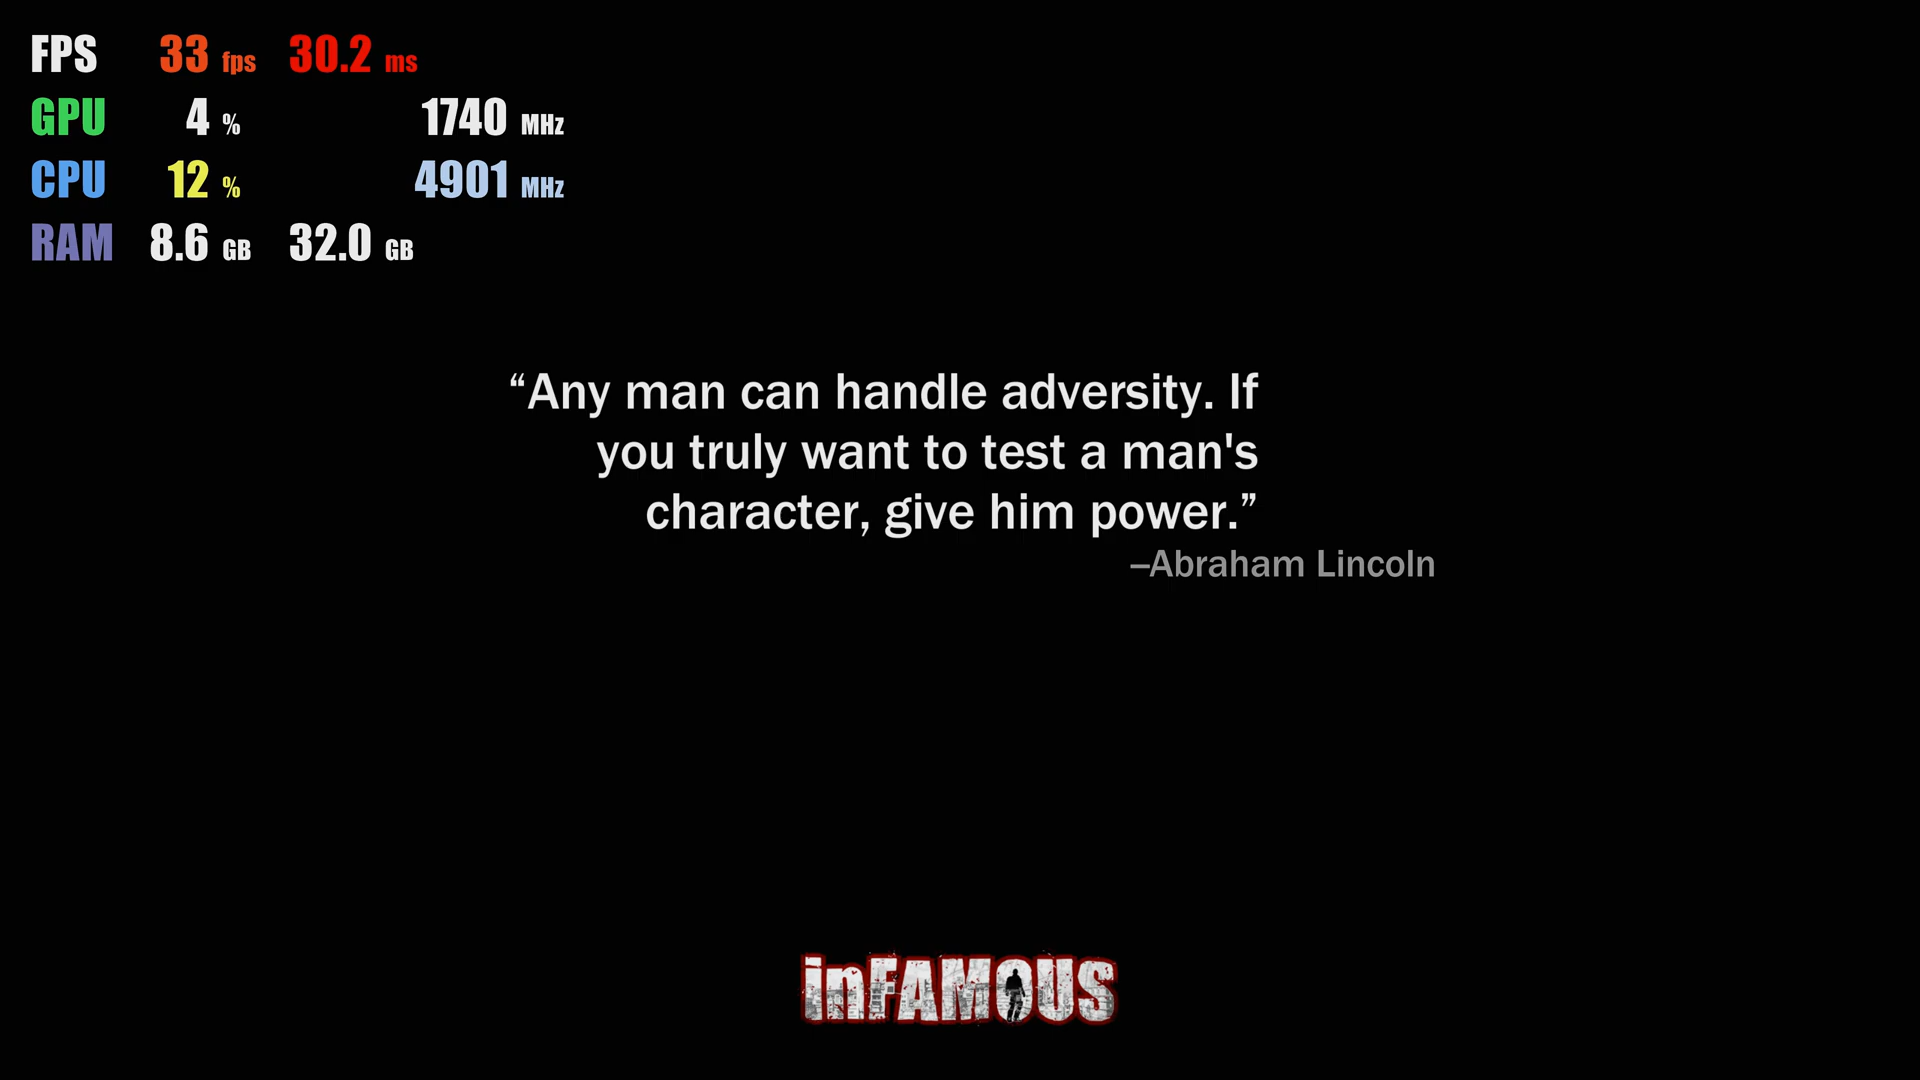 FPS 33 fps 30.2 ms
GPU 4 % 1740 MHz
CPU 12 % 4901 MHz
RAM 8.6 GB 32.0 GB
“Any man can handle adversity. If
you truly want to test a man's
character, give him power.”
–Abraham Lincoln
inFAMOUS